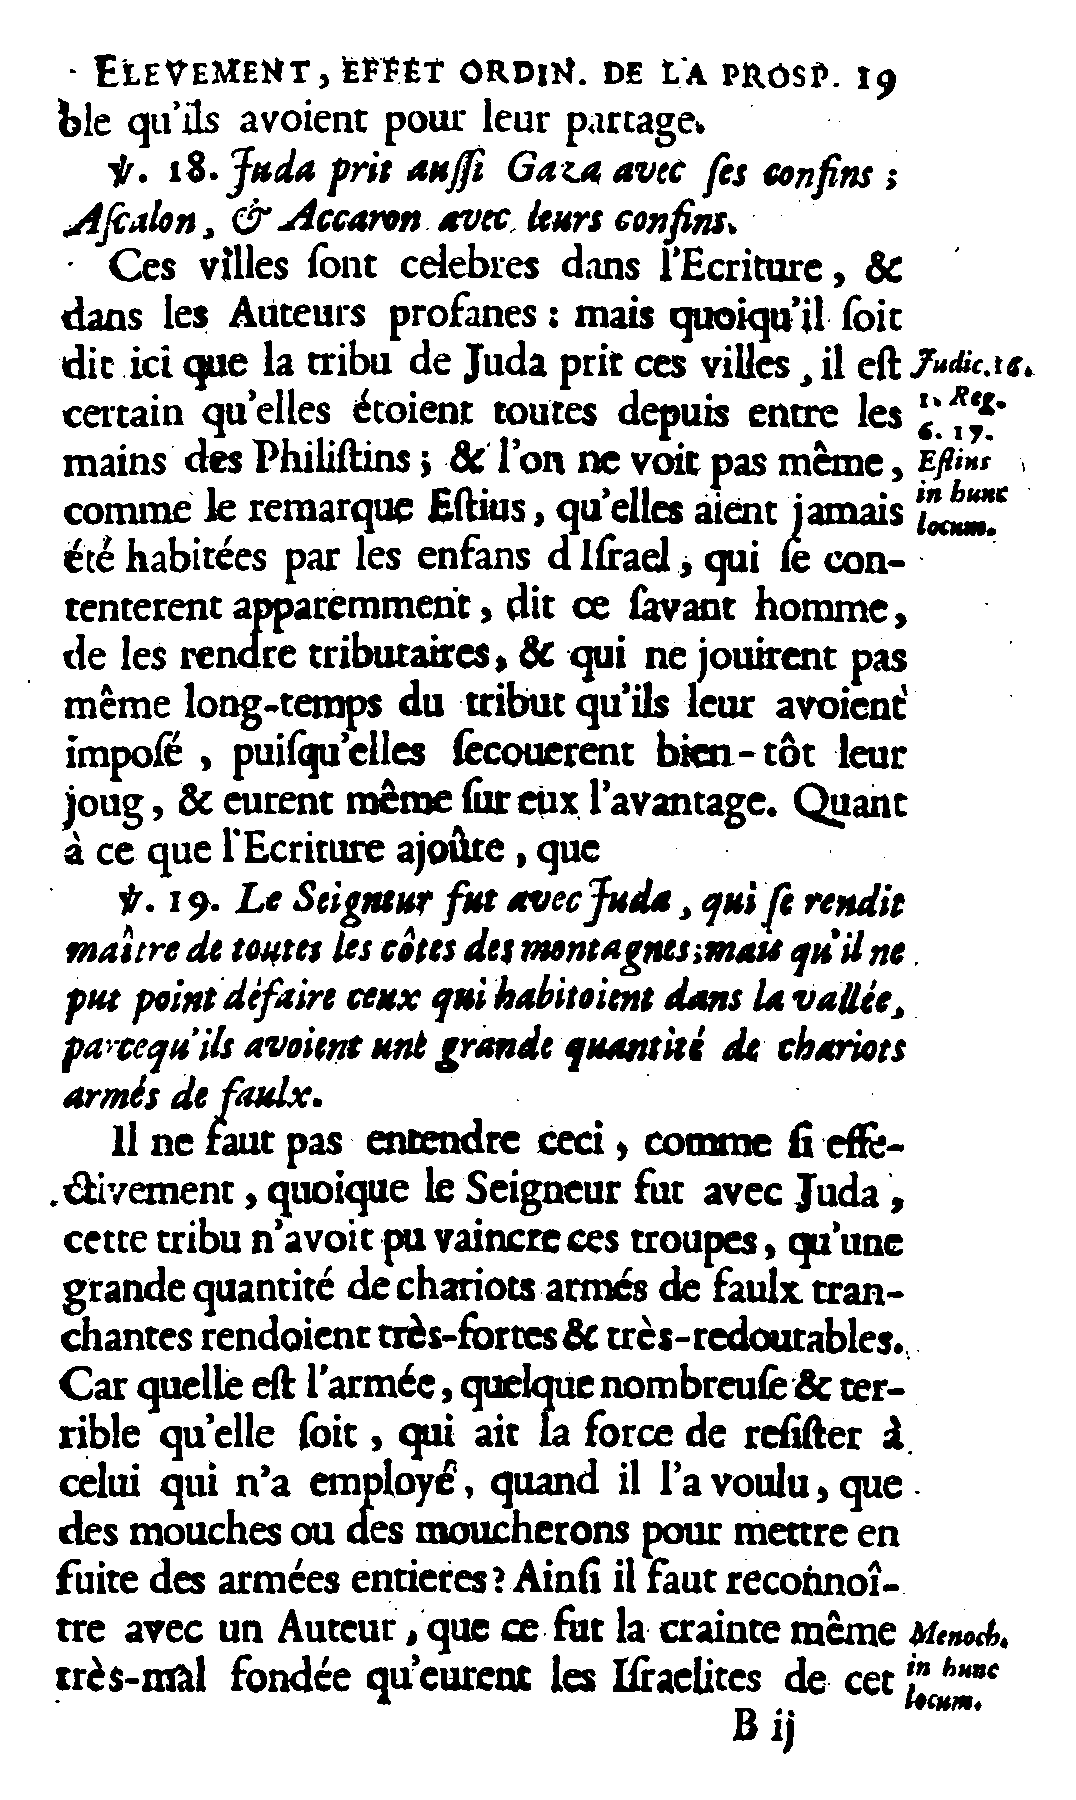 ELEVEMENT, EFFET ORDIN. DE LA PROSP. 19
ble qu'ils avoient pour leur partage.
℣. 18. Juda prit auſſi Gaza avec ſes confins ;
Aſcalon, & Accaron avec leurs confins.
Ces villes ſont celebres dans l'Ecriture, &
dans les Auteurs profanes : mais quoiqu'il ſoit
dit ici que la tribu de Juda prit ces villes, il eſt
certain qu'elles étoient toutes depuis entre les
mains des Philiſtins ; & l'on ne voit pas même,
comme le remarque Eſtius, qu'elles aient jamais
été habitées par les enfans d'Iſrael, qui ſe con-
tenterent apparemment, dit ce ſavant homme,
de les rendre tributaires, & qui ne jouirent pas
même long-temps du tribut qu'ils leur avoient
impoſé, puiſqu'elles ſecouerent bien-tôt leur
joug, & eurent même ſur eux l'avantage. Quant
à ce que l'Ecriture ajoûte, que
Judic. 16.
1. Reg.
6. 17.
Eſtius
in hunc
locum.
℣. 19. Le Seigneur fut avec Juda, qui ſe rendit
maître de toutes les côtes des montagnes; mais qu'il ne
put point défaire ceux qui habitoient dans la vallée,
parcequ'ils avoient une grande quantité de chariots
armés de faulx.
Il ne faut pas entendre ceci, comme ſi effe-
ctivement, quoique le Seigneur fut avec Juda,
cette tribu n'avoit pu vaincre ces troupes, qu'une
grande quantité de chariots armés de faulx tran-
chantes rendoient très-fortes & très-redoutables.
Car quelle eſt l'armée, quelque nombreuſe & ter-
rible qu'elle ſoit, qui ait la force de reſiſter à
celui qui n'a employé, quand il l'a voulu, que
des mouches ou des moucherons pour mettre en
fuite des armées entieres ? Ainſi il faut reconnoî-
tre avec un Auteur, que ce fut la crainte même
très-mal fondée qu'eurent les Iſraelites de cet
Menoch.
in hunc
locum.
B ij